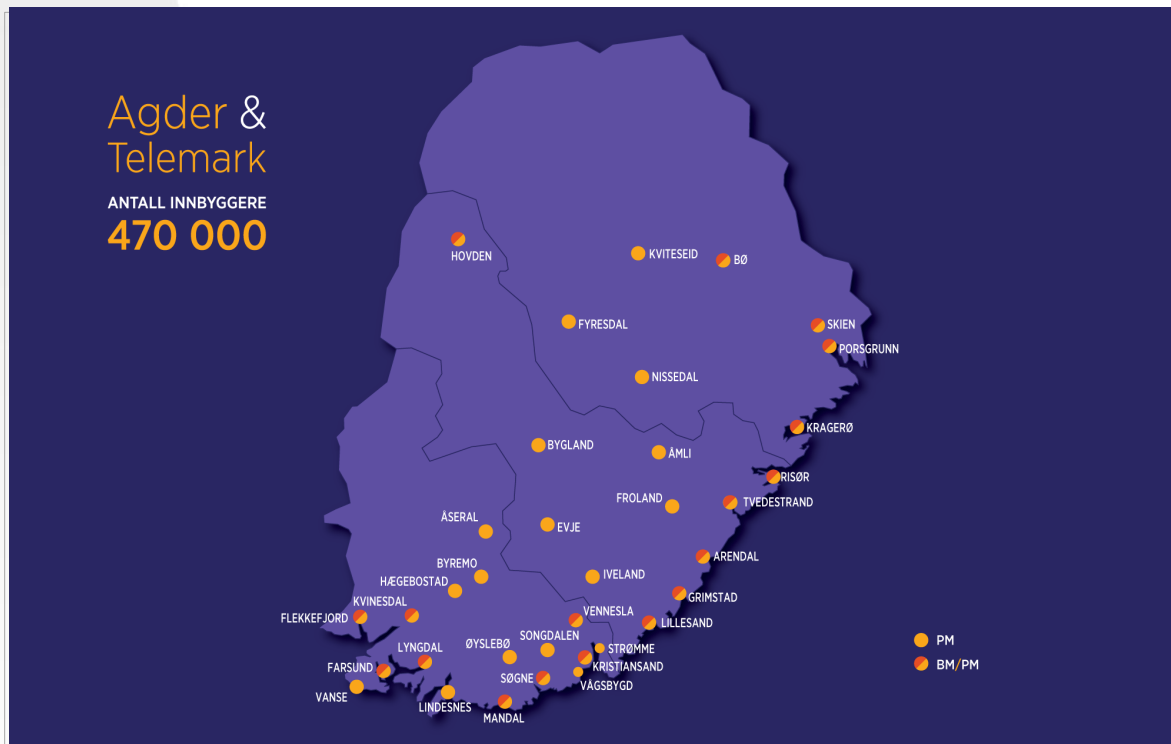 Agder &
Telemark
ANTALL INNBYGGERE
470 000
HOVDEN
KVITESEID
BØ
FYRESDAL
SKIEN
PORSGRUNN
NISSEDAL
KRAGERØ
BYGLAND
ÅMLI
RISØR
FROLAND
TVEDESTRAND
ÅSERAL
EVJE
ARENDAL
BYREMO
HÆGEBOSTAD
IVELAND
GRIMSTAD
KVINESDAL
FLEKKEFJORD
VENNESLA
LILLESAND
SONGDALEN
ØYSLEBØ
STRØMME
LYNGDAL
KRISTIANSAND
FARSUND
SØGNE
VÅGSBYGD
VANSE
LINDESNES
MANDAL
PM
BM/PM